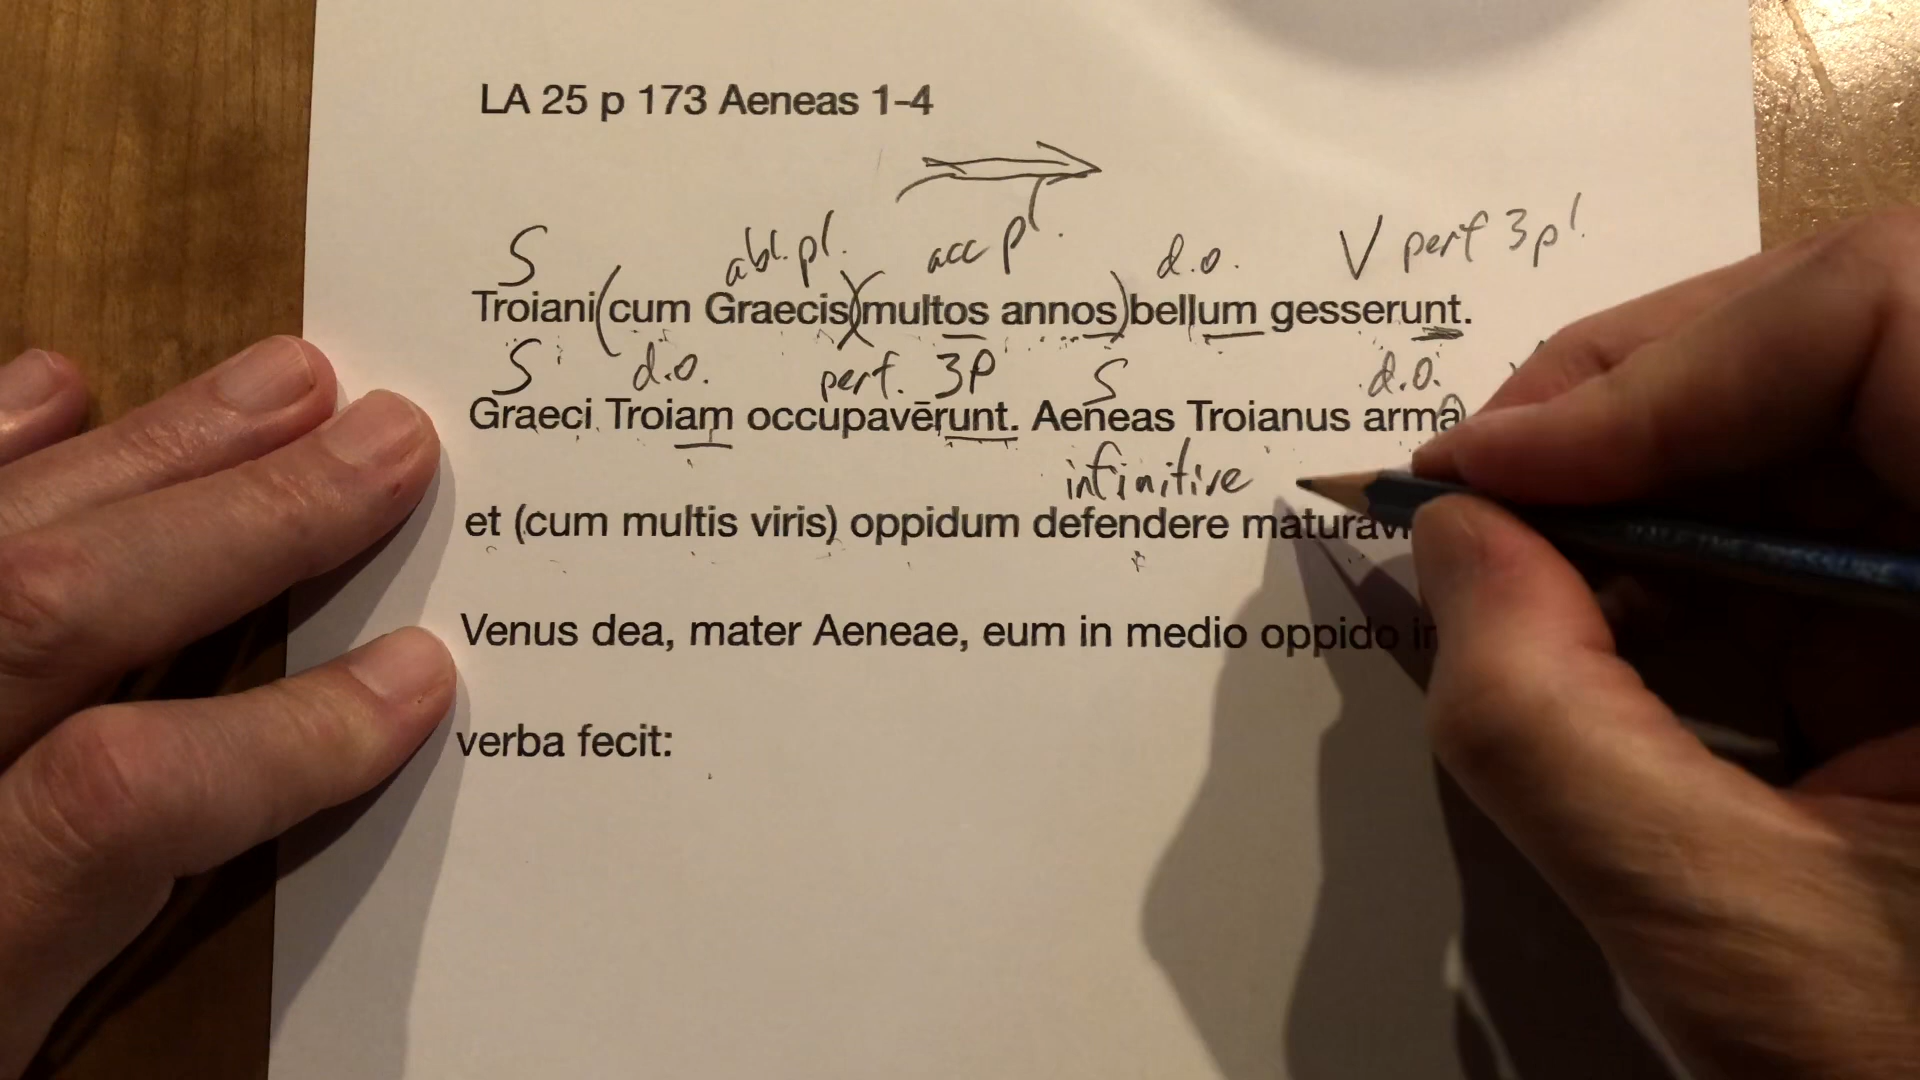 LA 25 p 173 Aeneas 1-4
S abl. pl. acc pl. d.o. V perf 3 pl.
Troiani (cum Graecis) (multos annos) bellum gesserunt.
S d.o. perf. 3P S d.o.
Graeci Troiam occupavērunt. Aeneas Troianus arma
infinitive
et (cum multis viris) oppidum defendere
Venus dea, mater Aeneae, eum in medio oppido
verba fecit: